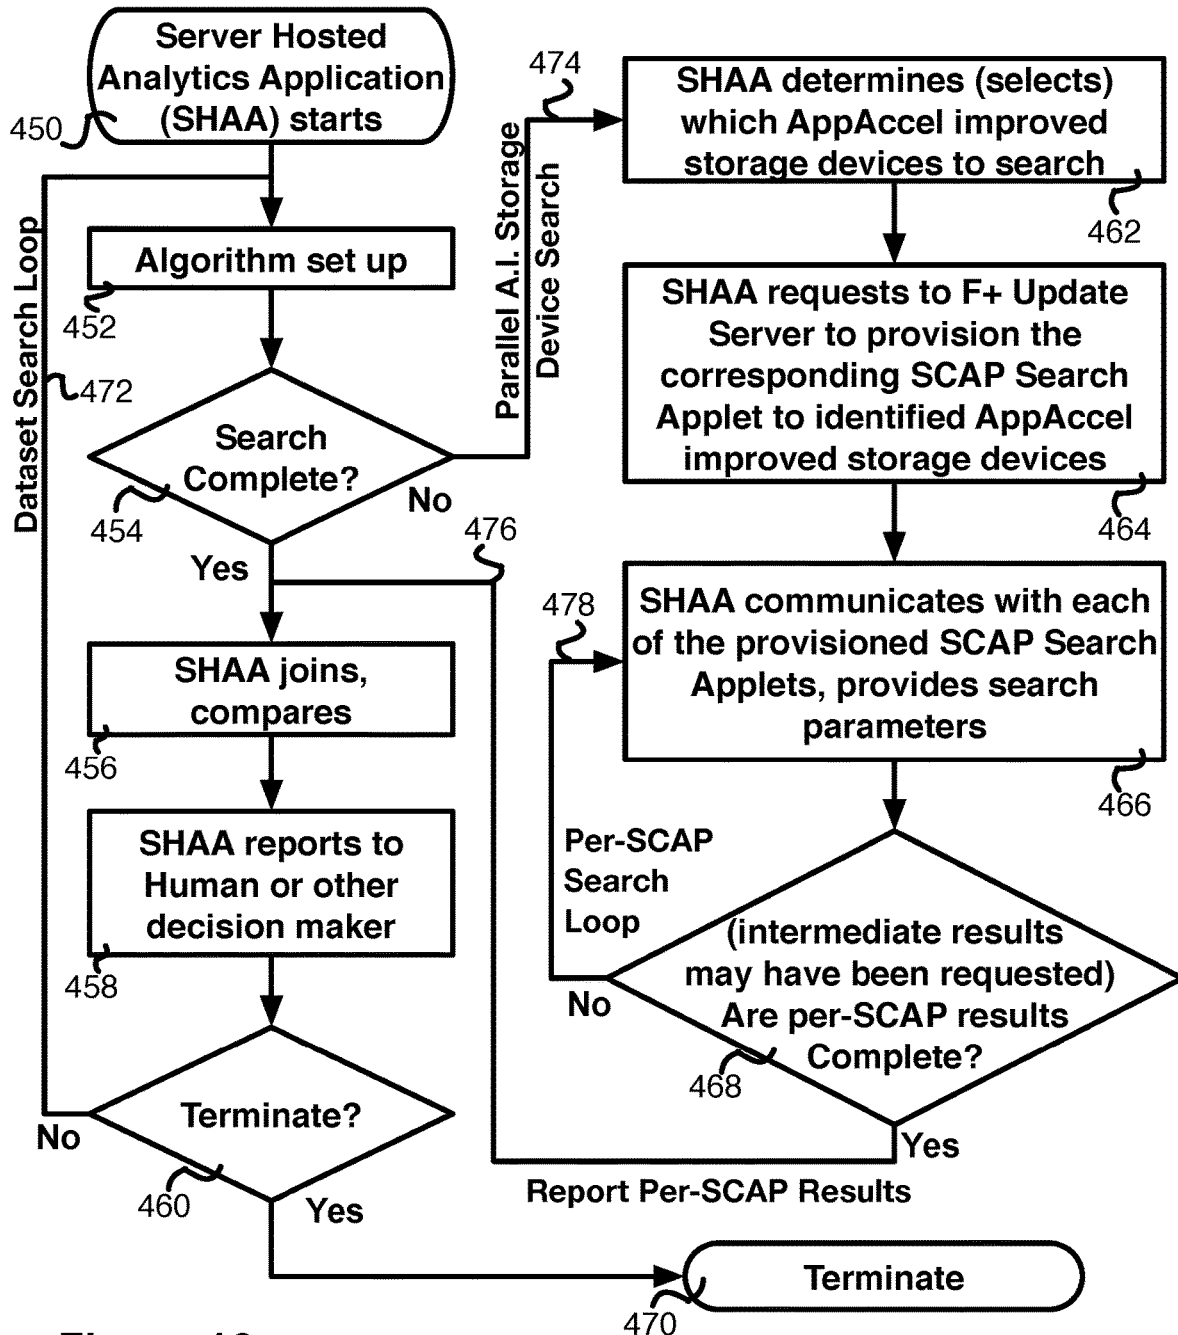 Server Hosted
Analytics Application
(SHAA) starts
450
Algorithm set up
452
Dataset Search Loop
472
Search
Complete?
454
No
Yes
476
SHAA joins,
compares
456
SHAA reports to
Human or other
decision maker
458
Terminate?
No
460
Yes
474
Parallel A.I. Storage
Device Search
SHAA determines (selects)
which AppAccel improved
storage devices to search
462
SHAA requests to F+ Update
Server to provision the
corresponding SCAP Search
Applet to identified AppAccel
improved storage devices
464
478
SHAA communicates with each
of the provisioned SCAP Search
Applets, provides search
parameters
466
Per-SCAP
Search
Loop
(intermediate results
may have been requested)
Are per-SCAP results
Complete?
No
468
Yes
Report Per-SCAP Results
Terminate
470